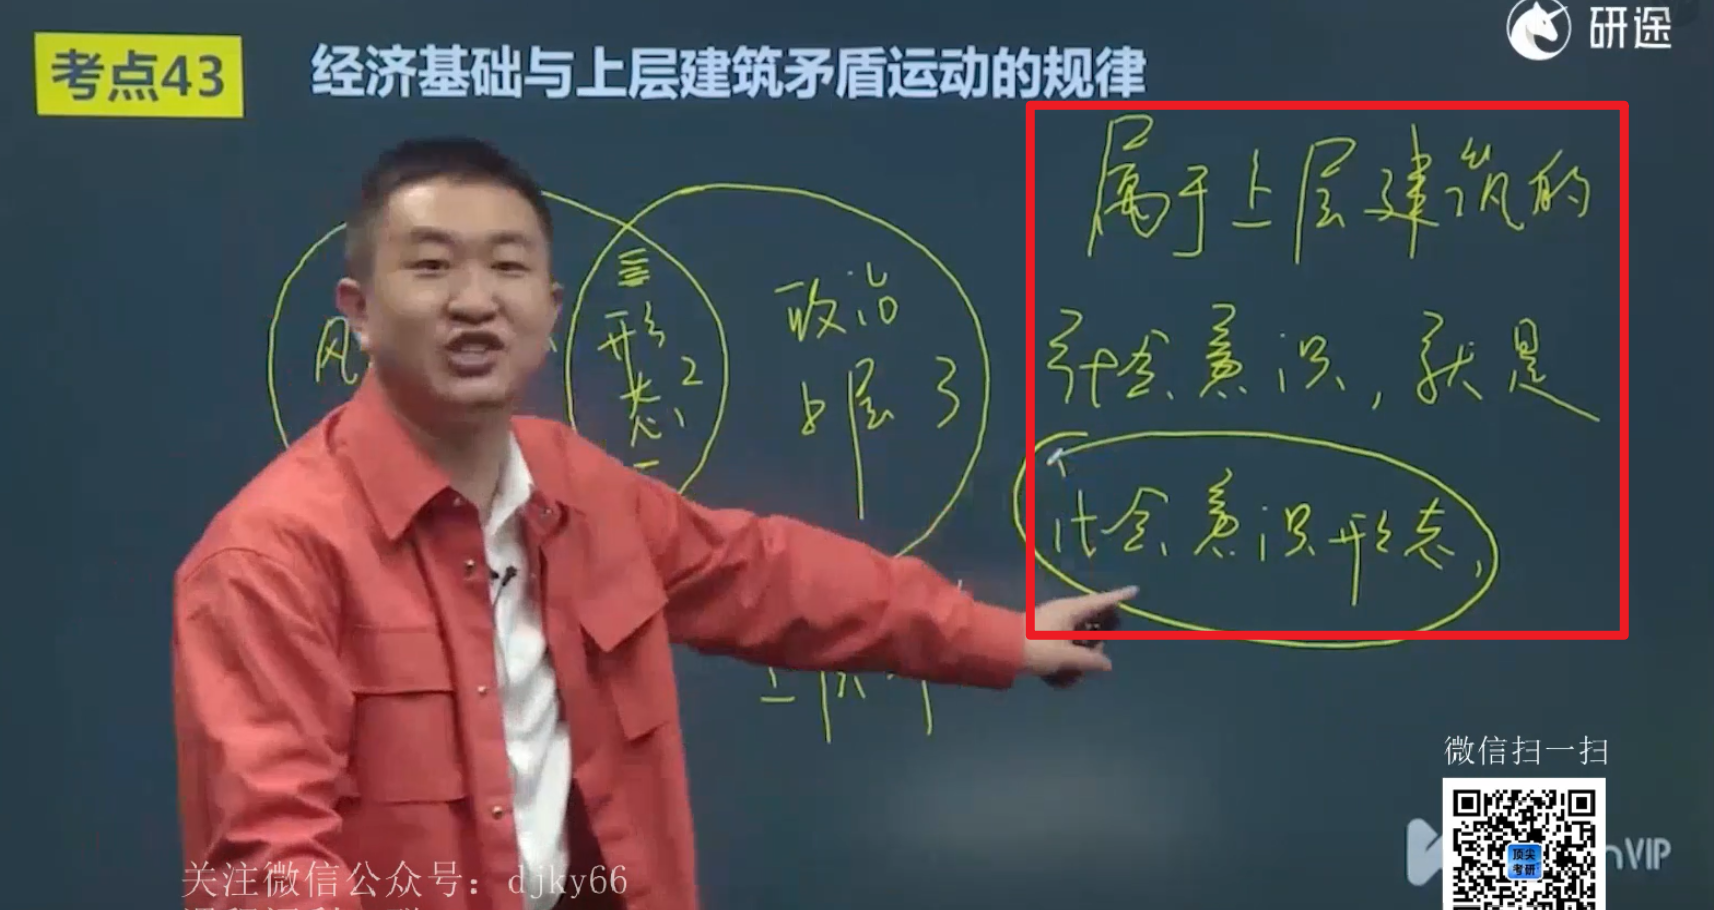 研途
考点43 经济基础与上层建筑矛盾运动的规律
属于上层建筑的
社会意识，就是
社会意识形态，
风
形
态
2
政治
上层 3
微信扫一扫
顶尖
考研
VIP
关注微信公众号：djky66